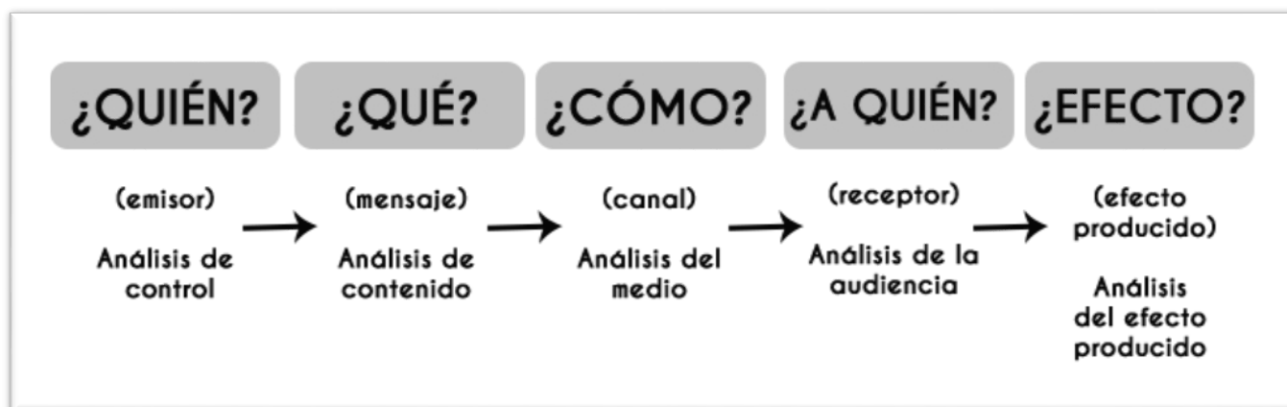 ¿QUIÉN?
¿QUÉ?
¿CÓMO?
¿A QUIÉN?
¿EFECTO?
(emisor)
Análisis de
control
(mensaje)
Análisis de
contenido
(canal)
Análisis del
medio
(receptor)
Análisis de la
audiencia
(efecto
producido)
Análisis
del efecto
producido